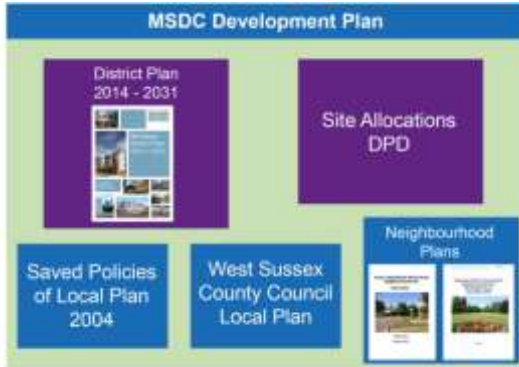 MSDC Development Plan
District Plan
2014 - 2031
Site Allocations
DPD
Saved Policies
of Local Plan
2004
West Sussex
County Council
Local Plan
Neighbourhood
Plans